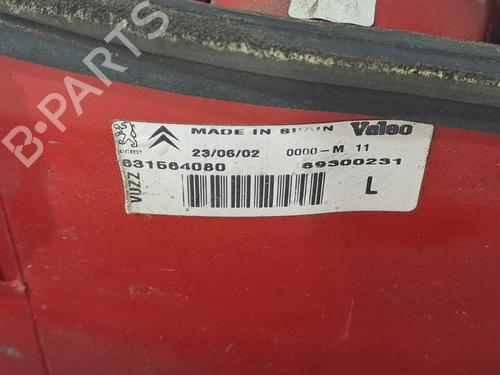 B-PARTS
MADE IN SPAIN Valeo
23/06/02 0000-M 11
631564080 89300231
VUZZ
L